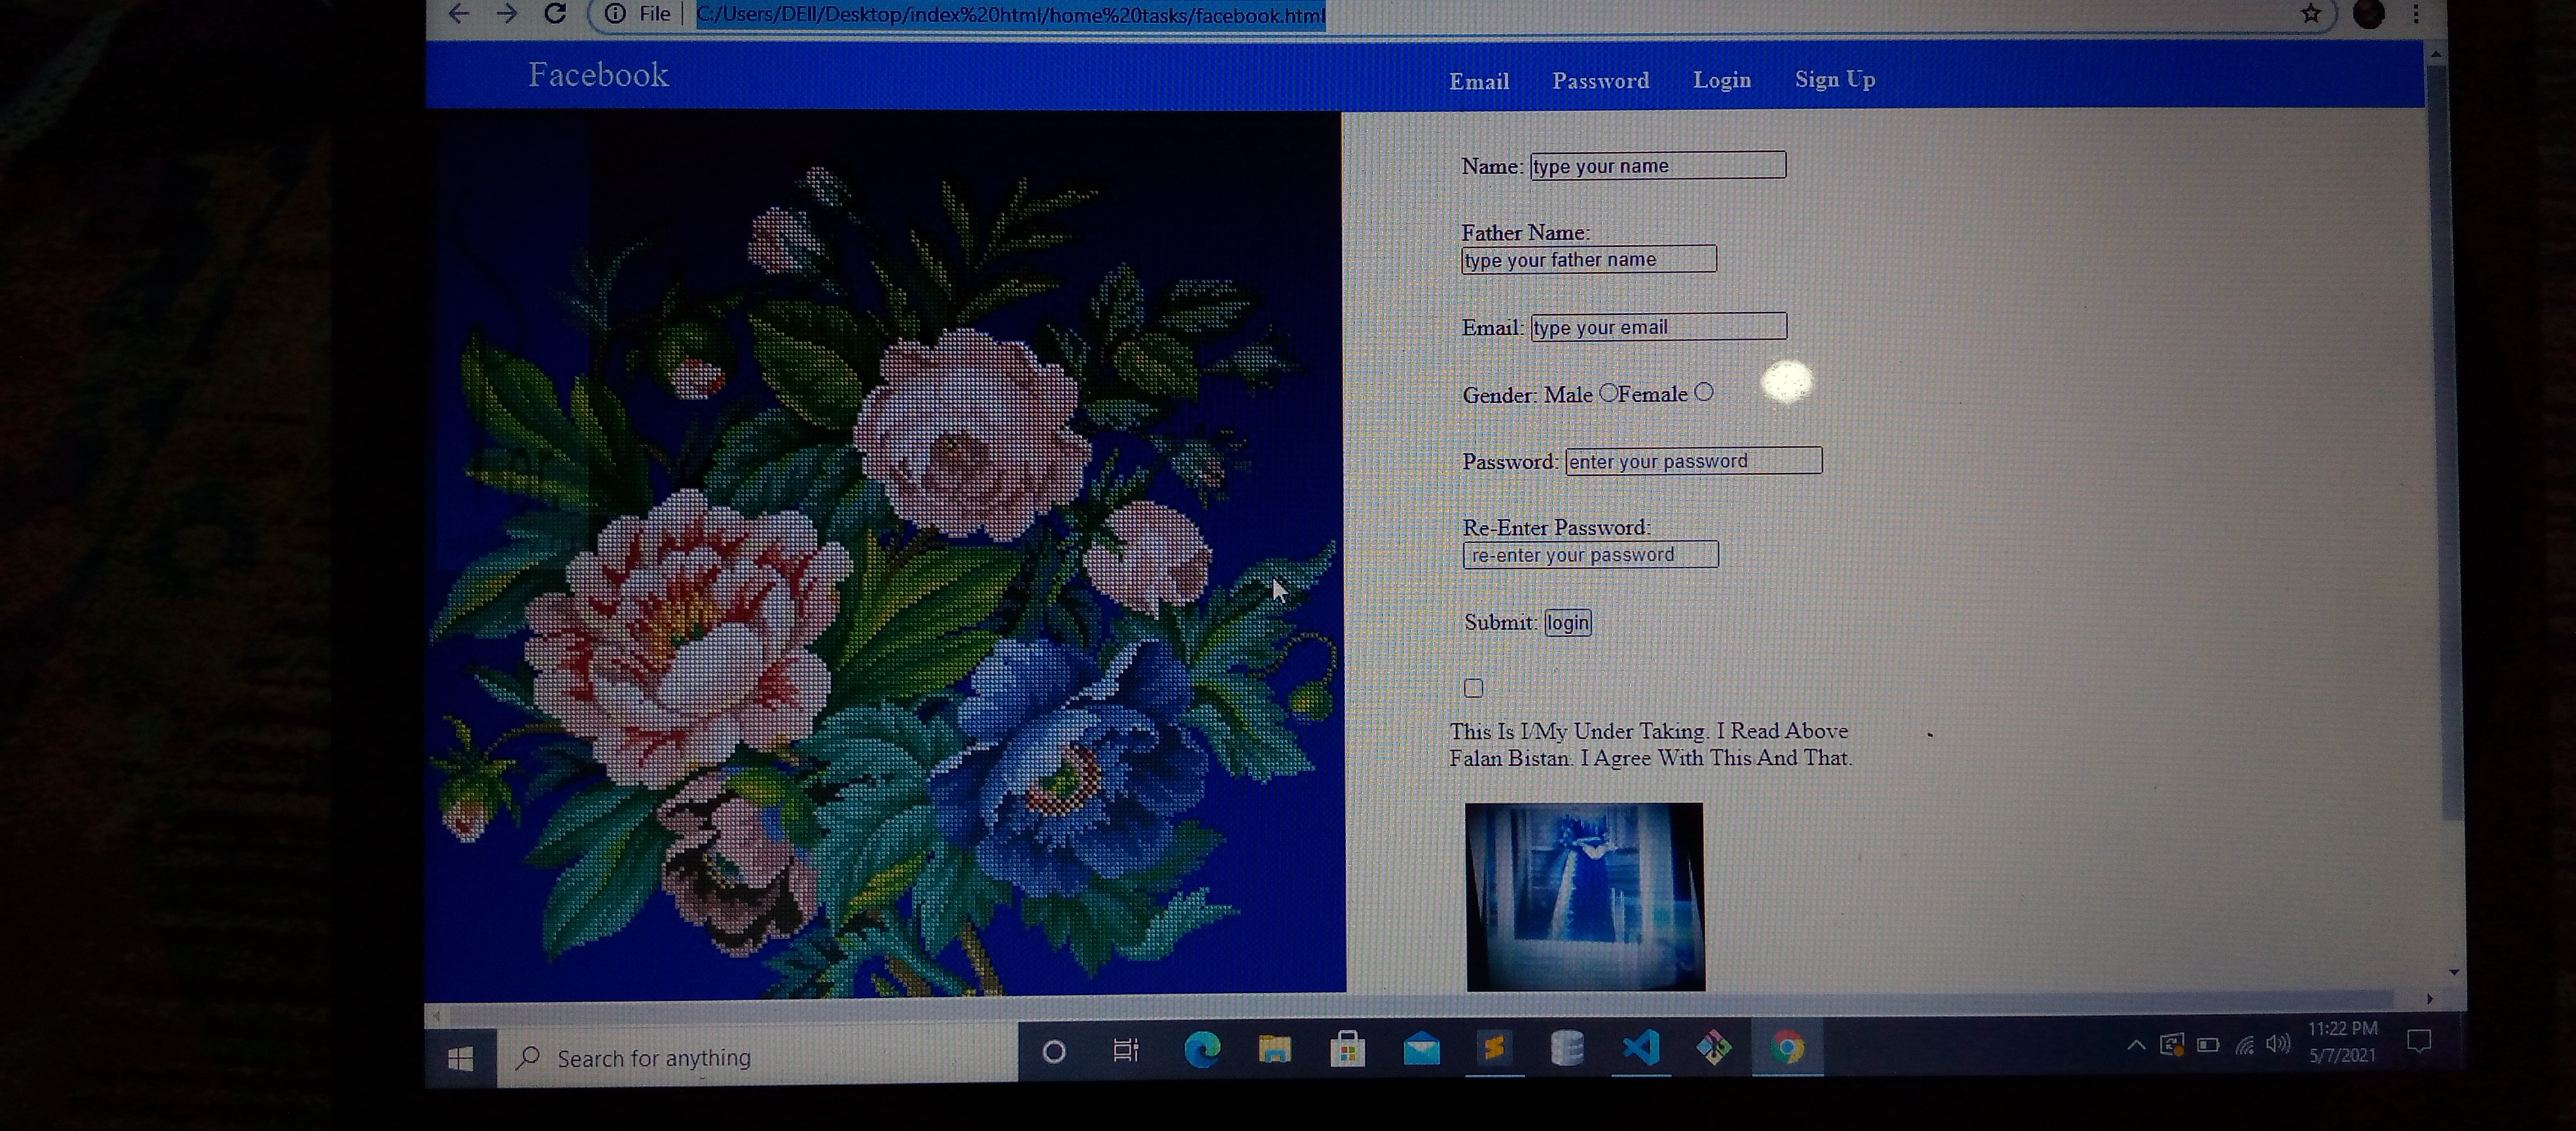 File C:/Users/DEll/Desktop/index%20html/home%20tasks/facebook.html
Facebook
Email Password Login Sign Up
Name: type your name
Father Name:
type your father name
Email: type your email
Gender: Male Female
Password: enter your password
Re-Enter Password:
re-enter your password
Submit: login
This Is I/My Under Taking. I Read Above
Falan Bistan. I Agree With This And That.
Search for anything
11:22 PM
5/7/2021